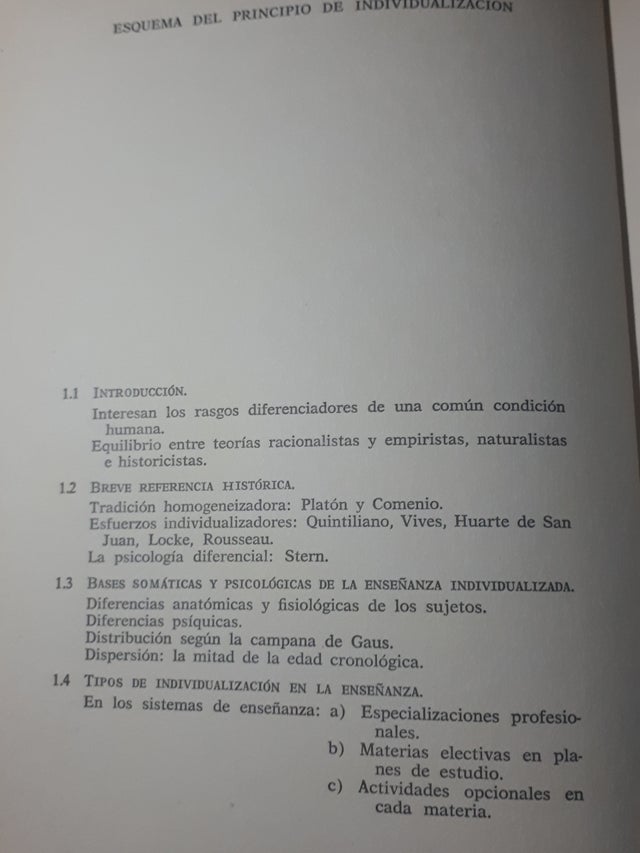 ESQUEMA DEL PRINCIPIO DE INDIVIDUALIZACION
1.1 INTRODUCCIÓN.
Interesan los rasgos diferenciadores de una común condición
humana.
Equilibrio entre teorías racionalistas y empiristas, naturalistas
e historicistas.
1.2 BREVE REFERENCIA HISTÓRICA.
Tradición homogeneizadora: Platón y Comenio.
Esfuerzos individualizadores: Quintiliano, Vives, Huarte de San
Juan, Locke, Rousseau.
La psicología diferencial: Stern.
1.3 BASES SOMÁTICAS Y PSICOLÓGICAS DE LA ENSEÑANZA INDIVIDUALIZADA.
Diferencias anatómicas y fisiológicas de los sujetos.
Diferencias psíquicas.
Distribución según la campana de Gaus.
Dispersión: la mitad de la edad cronológica.
1.4 TIPOS DE INDIVIDUALIZACIÓN EN LA ENSEÑANZA.
En los sistemas de enseñanza: a) Especializaciones profesio-
nales.
b) Materias electivas en pla-
nes de estudio.
c) Actividades opcionales en
cada materia.